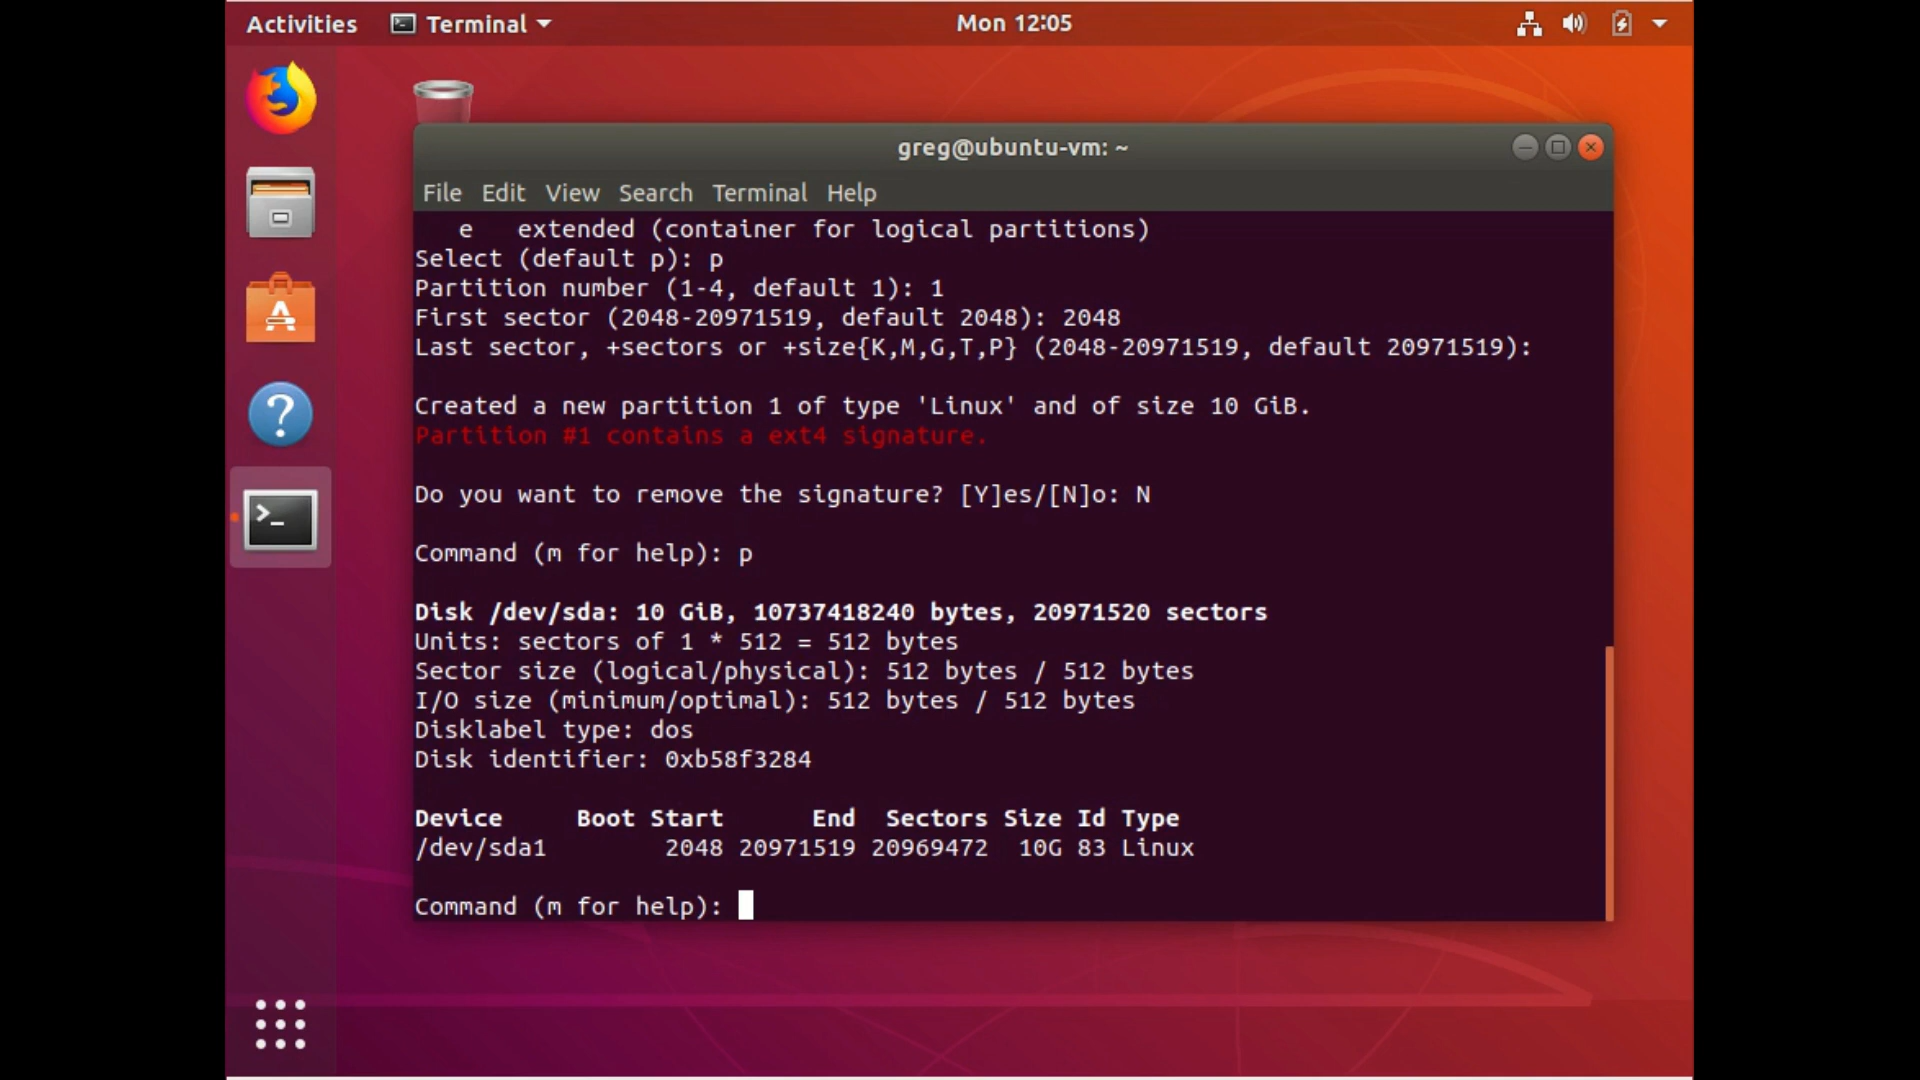 Activities Terminal Mon 12:05
greg@ubuntu-vm: ~
File Edit View Search Terminal Help
e extended (container for logical partitions)
Select (default p): p
Partition number (1-4, default 1): 1
First sector (2048-20971519, default 2048): 2048
Last sector, +sectors or +size{K,M,G,T,P} (2048-20971519, default 20971519):
Created a new partition 1 of type 'Linux' and of size 10 GiB.
Partition #1 contains a ext4 signature.
Do you want to remove the signature? [Y]es/[N]o: N
Command (m for help): p
Disk /dev/sda: 10 GiB, 10737418240 bytes, 20971520 sectors
Units: sectors of 1 * 512 = 512 bytes
Sector size (logical/physical): 512 bytes / 512 bytes
I/O size (minimum/optimal): 512 bytes / 512 bytes
Disklabel type: dos
Disk identifier: 0xb58f3284
Device Boot Start End Sectors Size Id Type
/dev/sda1 2048 20971519 20969472 10G 83 Linux
Command (m for help):